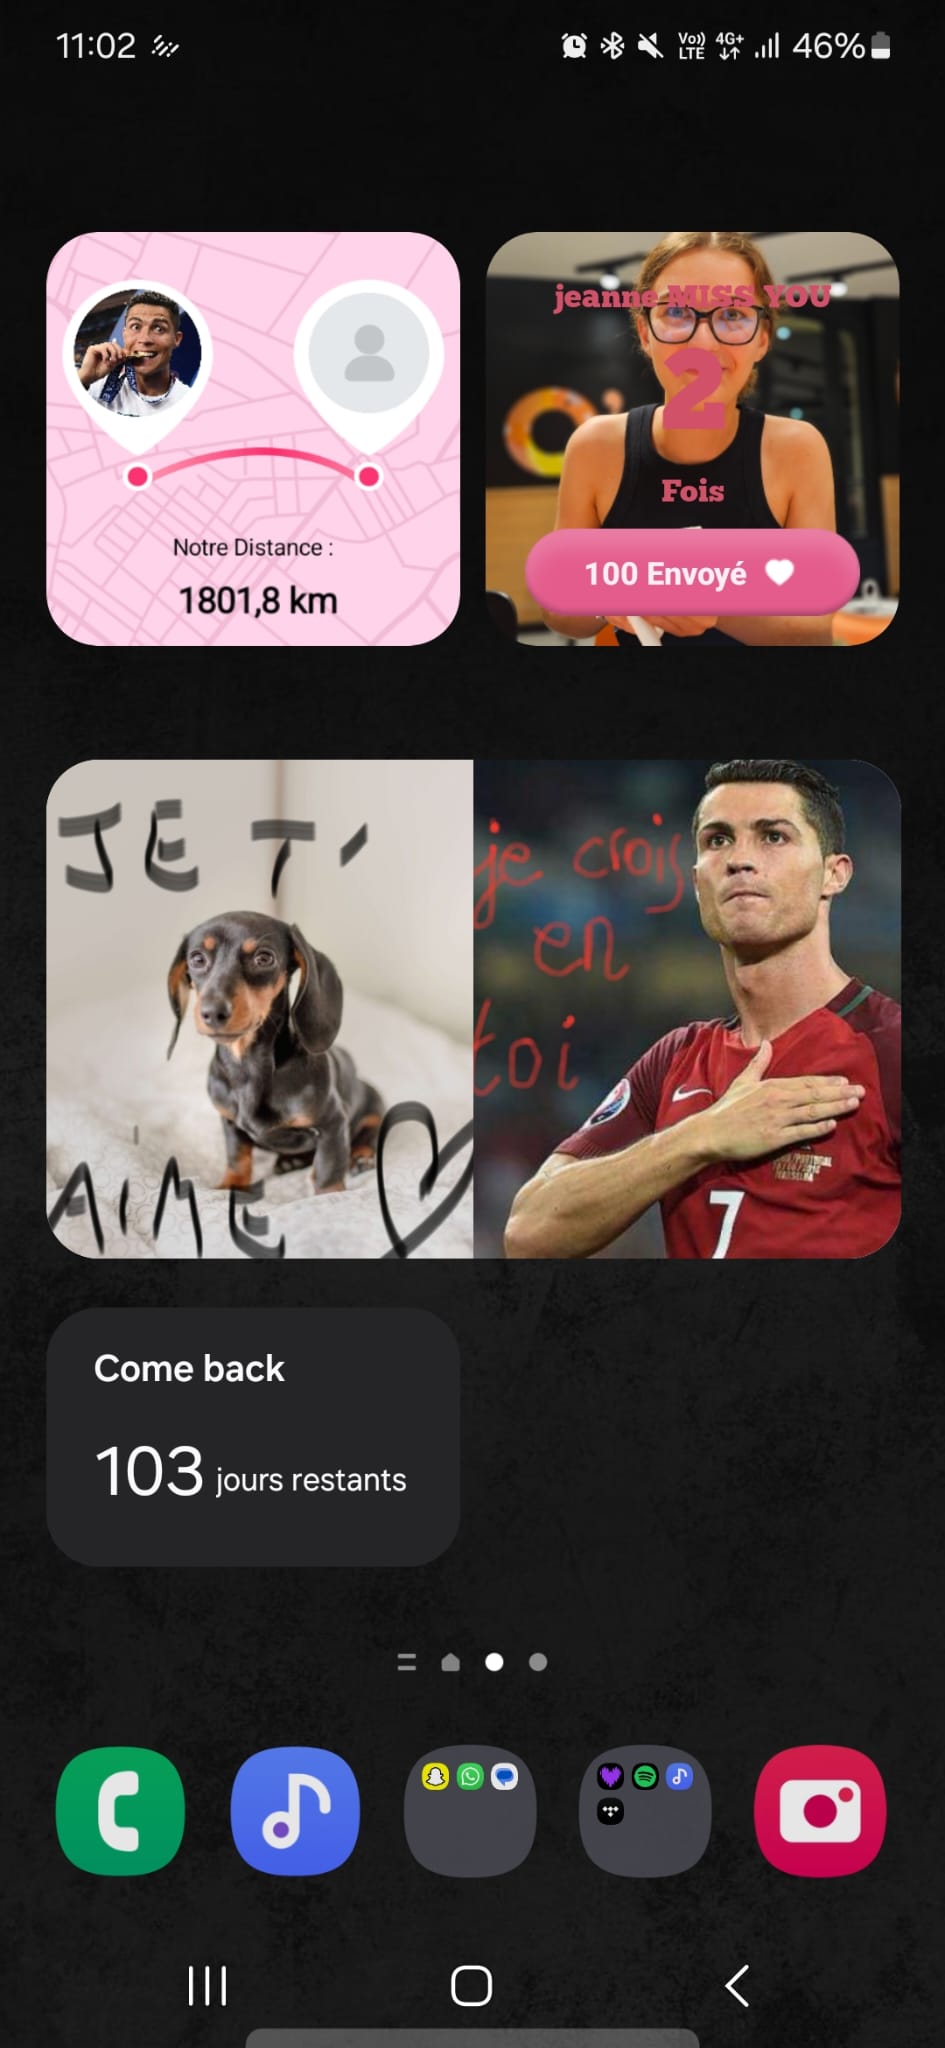 11:02
Vo))
LTE
4G+
46%
jeanne MISS YOU
2
Fois
100 Envoyé
Notre Distance :
1801,8 km
JE T'
AIME
je crois
en
toi
7
Come back
103 jours restants